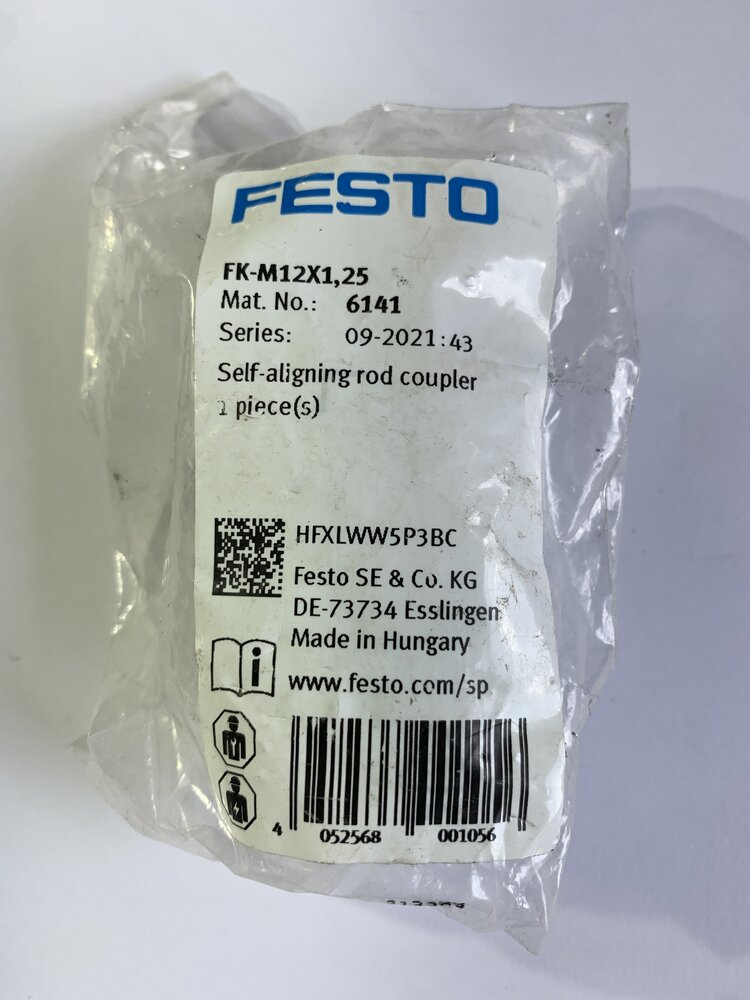 FESTO
FK-M12X1,25
Mat. No.: 6141
Series: 09-2021:43
Self-aligning rod coupler
1 piece(s)
HFXLWW5P3BC
Festo SE & Co. KG
DE-73734 Esslingen
Made in Hungary
www.festo.com/sp
4 052568 001056